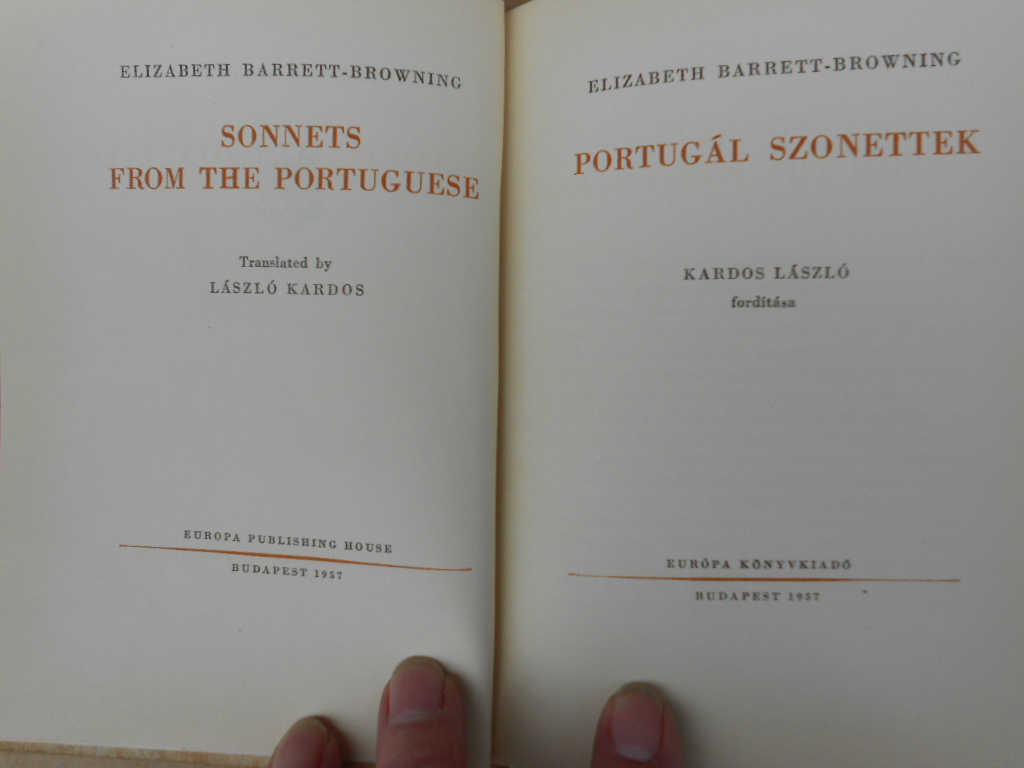 ELIZABETH BARRETT-BROWNING
SONNETS
FROM THE PORTUGUESE
Translated by
LÁSZLÓ KARDOS
EUROPA PUBLISHING HOUSE
BUDAPEST 1957
ELIZABETH BARRETT-BROWNING
PORTUGÁL SZONETTEK
KARDOS LÁSZLÓ
fordítása
EURÓPA KÖNYVKIADÓ
BUDAPEST 1957